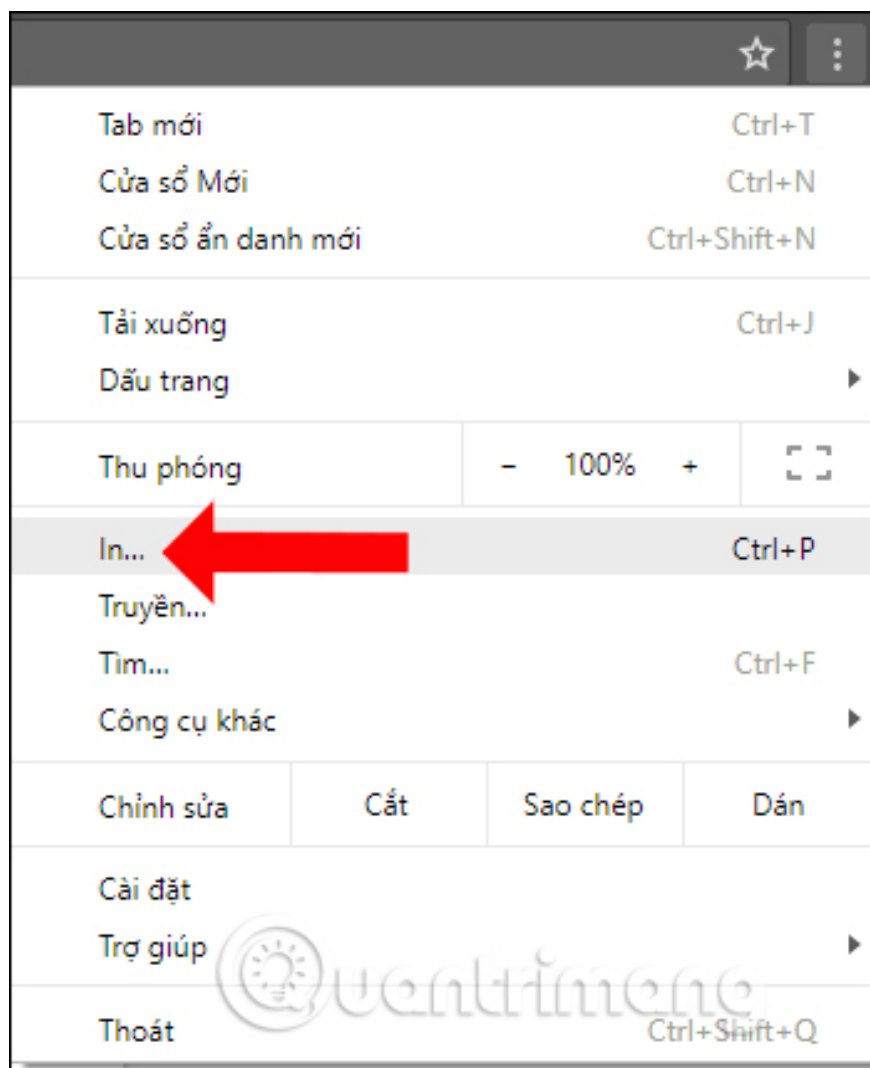 Tab mới Ctrl+T
Cửa sổ Mới Ctrl+N
Cửa sổ ẩn danh mới Ctrl+Shift+N
Tải xuống Ctrl+J
Dấu trang
Thu phóng − 100% +
In... Ctrl+P
Truyền...
Tìm... Ctrl+F
Công cụ khác
Chỉnh sửa Cắt Sao chép Dán
Cài đặt
Trợ giúp
Quantrimang
Thoát Ctrl+Shift+Q